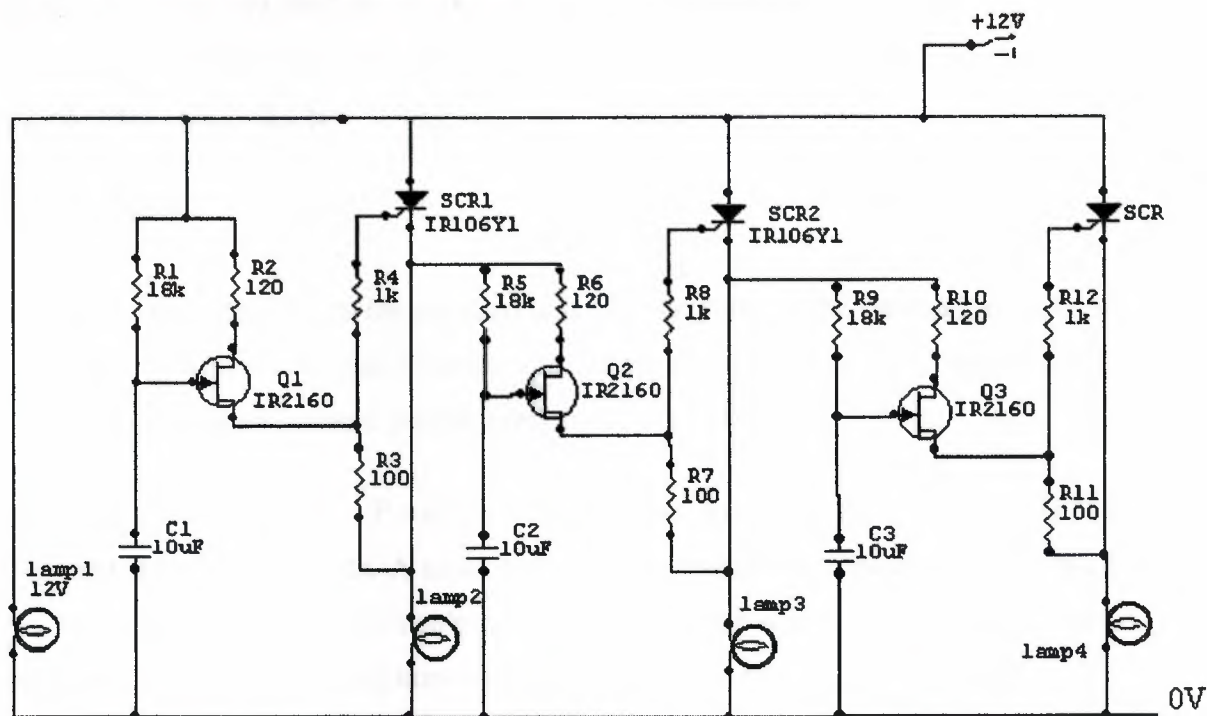 +12V
SCR1
IR106Y1
SCR2
IR106Y1
SCR
R1
18k
R2
120
R4
1k
R5
18k
R6
120
R8
1k
R9
18k
R10
120
R12
1k
Q1
IR2160
Q2
IR2160
Q3
IR2160
R3
100
R7
100
R11
100
C1
10uF
C2
10uF
C3
10uF
lamp1
12V
lamp2
lamp3
lamp4
0V